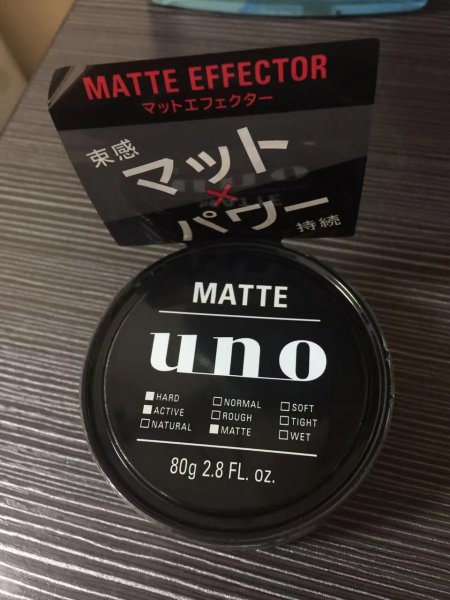 MATTE EFFECTOR
マットエフェクター
束感
マット
×
パワー
持続
MATTE
uno
■HARD □NORMAL □SOFT
■ACTIVE □ROUGH □TIGHT
□NATURAL ■MATTE □WET
80g 2.8 FL. oz.